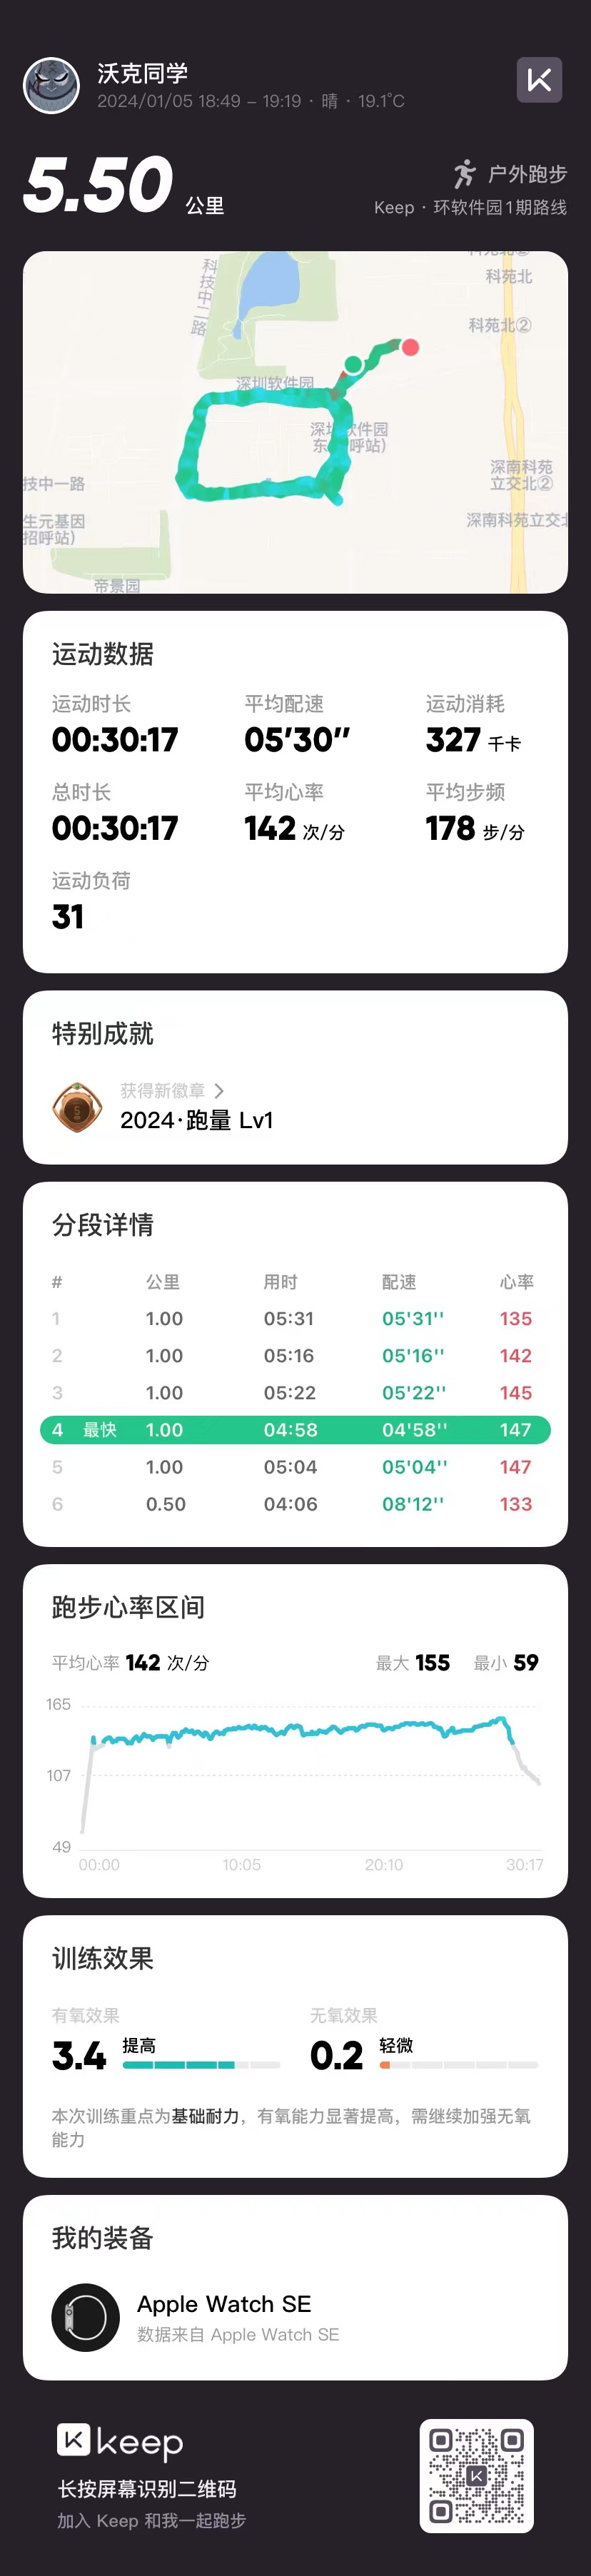 沃克同学
2024/01/05 18:49 – 19:19 · 晴 · 19.1°C
5.50 公里
户外跑步
Keep · 环软件园1期路线
科技中二路
科苑北
科苑北②
深圳软件园
深圳软件园
东(招呼站)
技中一路
深南科苑
立交北②
生元基因
招呼站)
深南科苑立交北
帝景园
运动数据
运动时长 平均配速 运动消耗
00:30:17 05'30'' 327 千卡
总时长 平均心率 平均步频
00:30:17 142 次/分 178 步/分
运动负荷
31
特别成就
获得新徽章 >
2024·跑量 Lv1
分段详情
# 公里 用时 配速 心率
1 1.00 05:31 05'31'' 135
2 1.00 05:16 05'16'' 142
3 1.00 05:22 05'22'' 145
4 最快 1.00 04:58 04'58'' 147
5 1.00 05:04 05'04'' 147
6 0.50 04:06 08'12'' 133
跑步心率区间
平均心率 142 次/分 最大 155 最小 59
165
107
49
00:00 10:05 20:10 30:17
训练效果
有氧效果 无氧效果
3.4 提高 0.2 轻微
本次训练重点为基础耐力，有氧能力显著提高，需继续加强无氧
能力
我的装备
Apple Watch SE
数据来自 Apple Watch SE
keep
长按屏幕识别二维码
加入 Keep 和我一起跑步